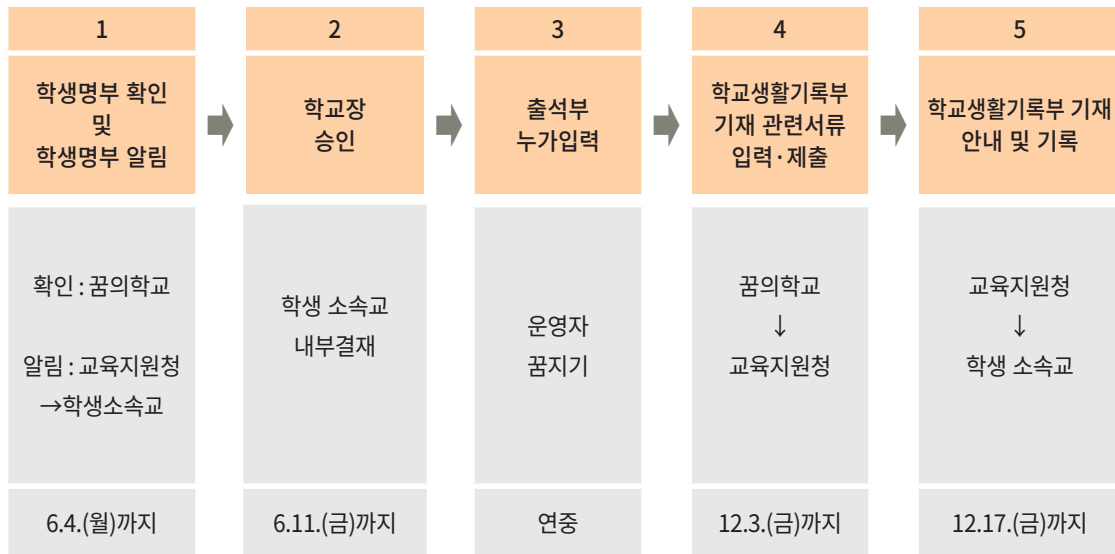 1
학생명부 확인
및
학생명부 알림
확인 : 꿈의학교
알림 : 교육지원청
→학생소속교
6.4.(월)까지
2
학교장
승인
학생 소속교
내부결재
6.11.(금)까지
3
출석부
누가입력
운영자
꿈지기
연중
4
학교생활기록부
기재 관련서류
입력·제출
꿈의학교
↓
교육지원청
12.3.(금)까지
5
학교생활기록부 기재
안내 및 기록
교육지원청
↓
학생 소속교
12.17.(금)까지